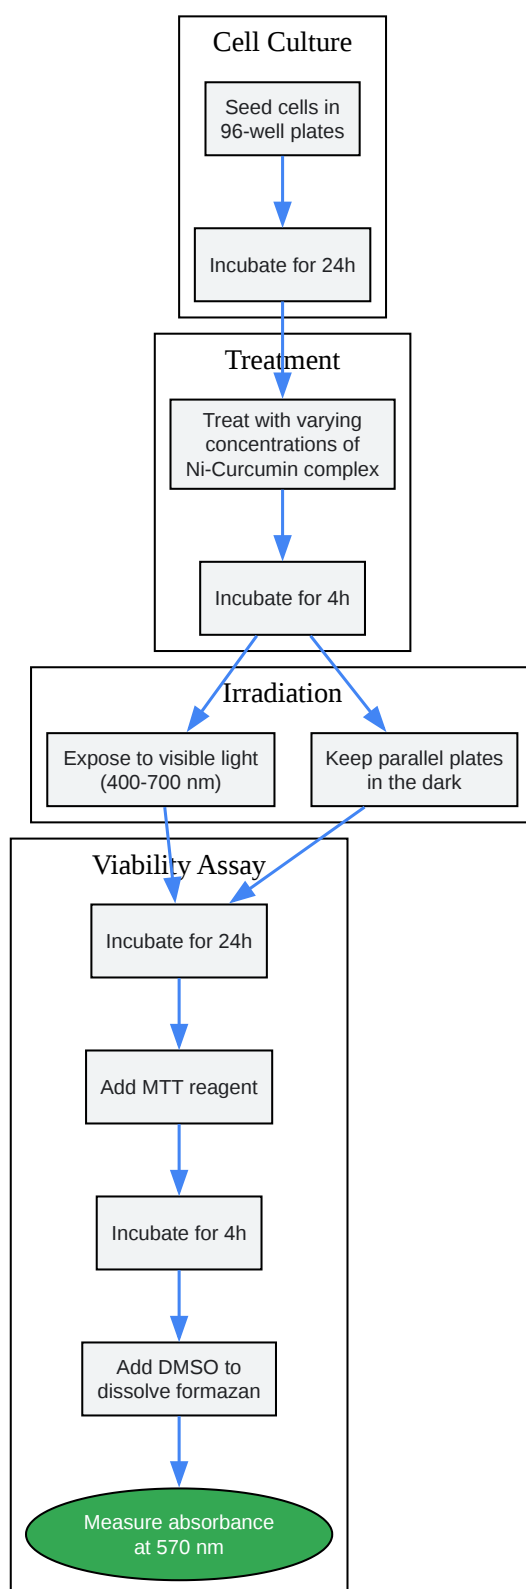 Cell Culture
Seed cells in
96-well plates
Incubate for 24h
Treatment
Treat with varying
concentrations of
Ni-Curcumin complex
Incubate for 4h
Irradiation
Expose to visible light
(400-700 nm)
Keep parallel plates
in the dark
Viability Assay
Incubate for 24h
Add MTT reagent
Incubate for 4h
Add DMSO to
dissolve formazan
Measure absorbance
at 570 nm